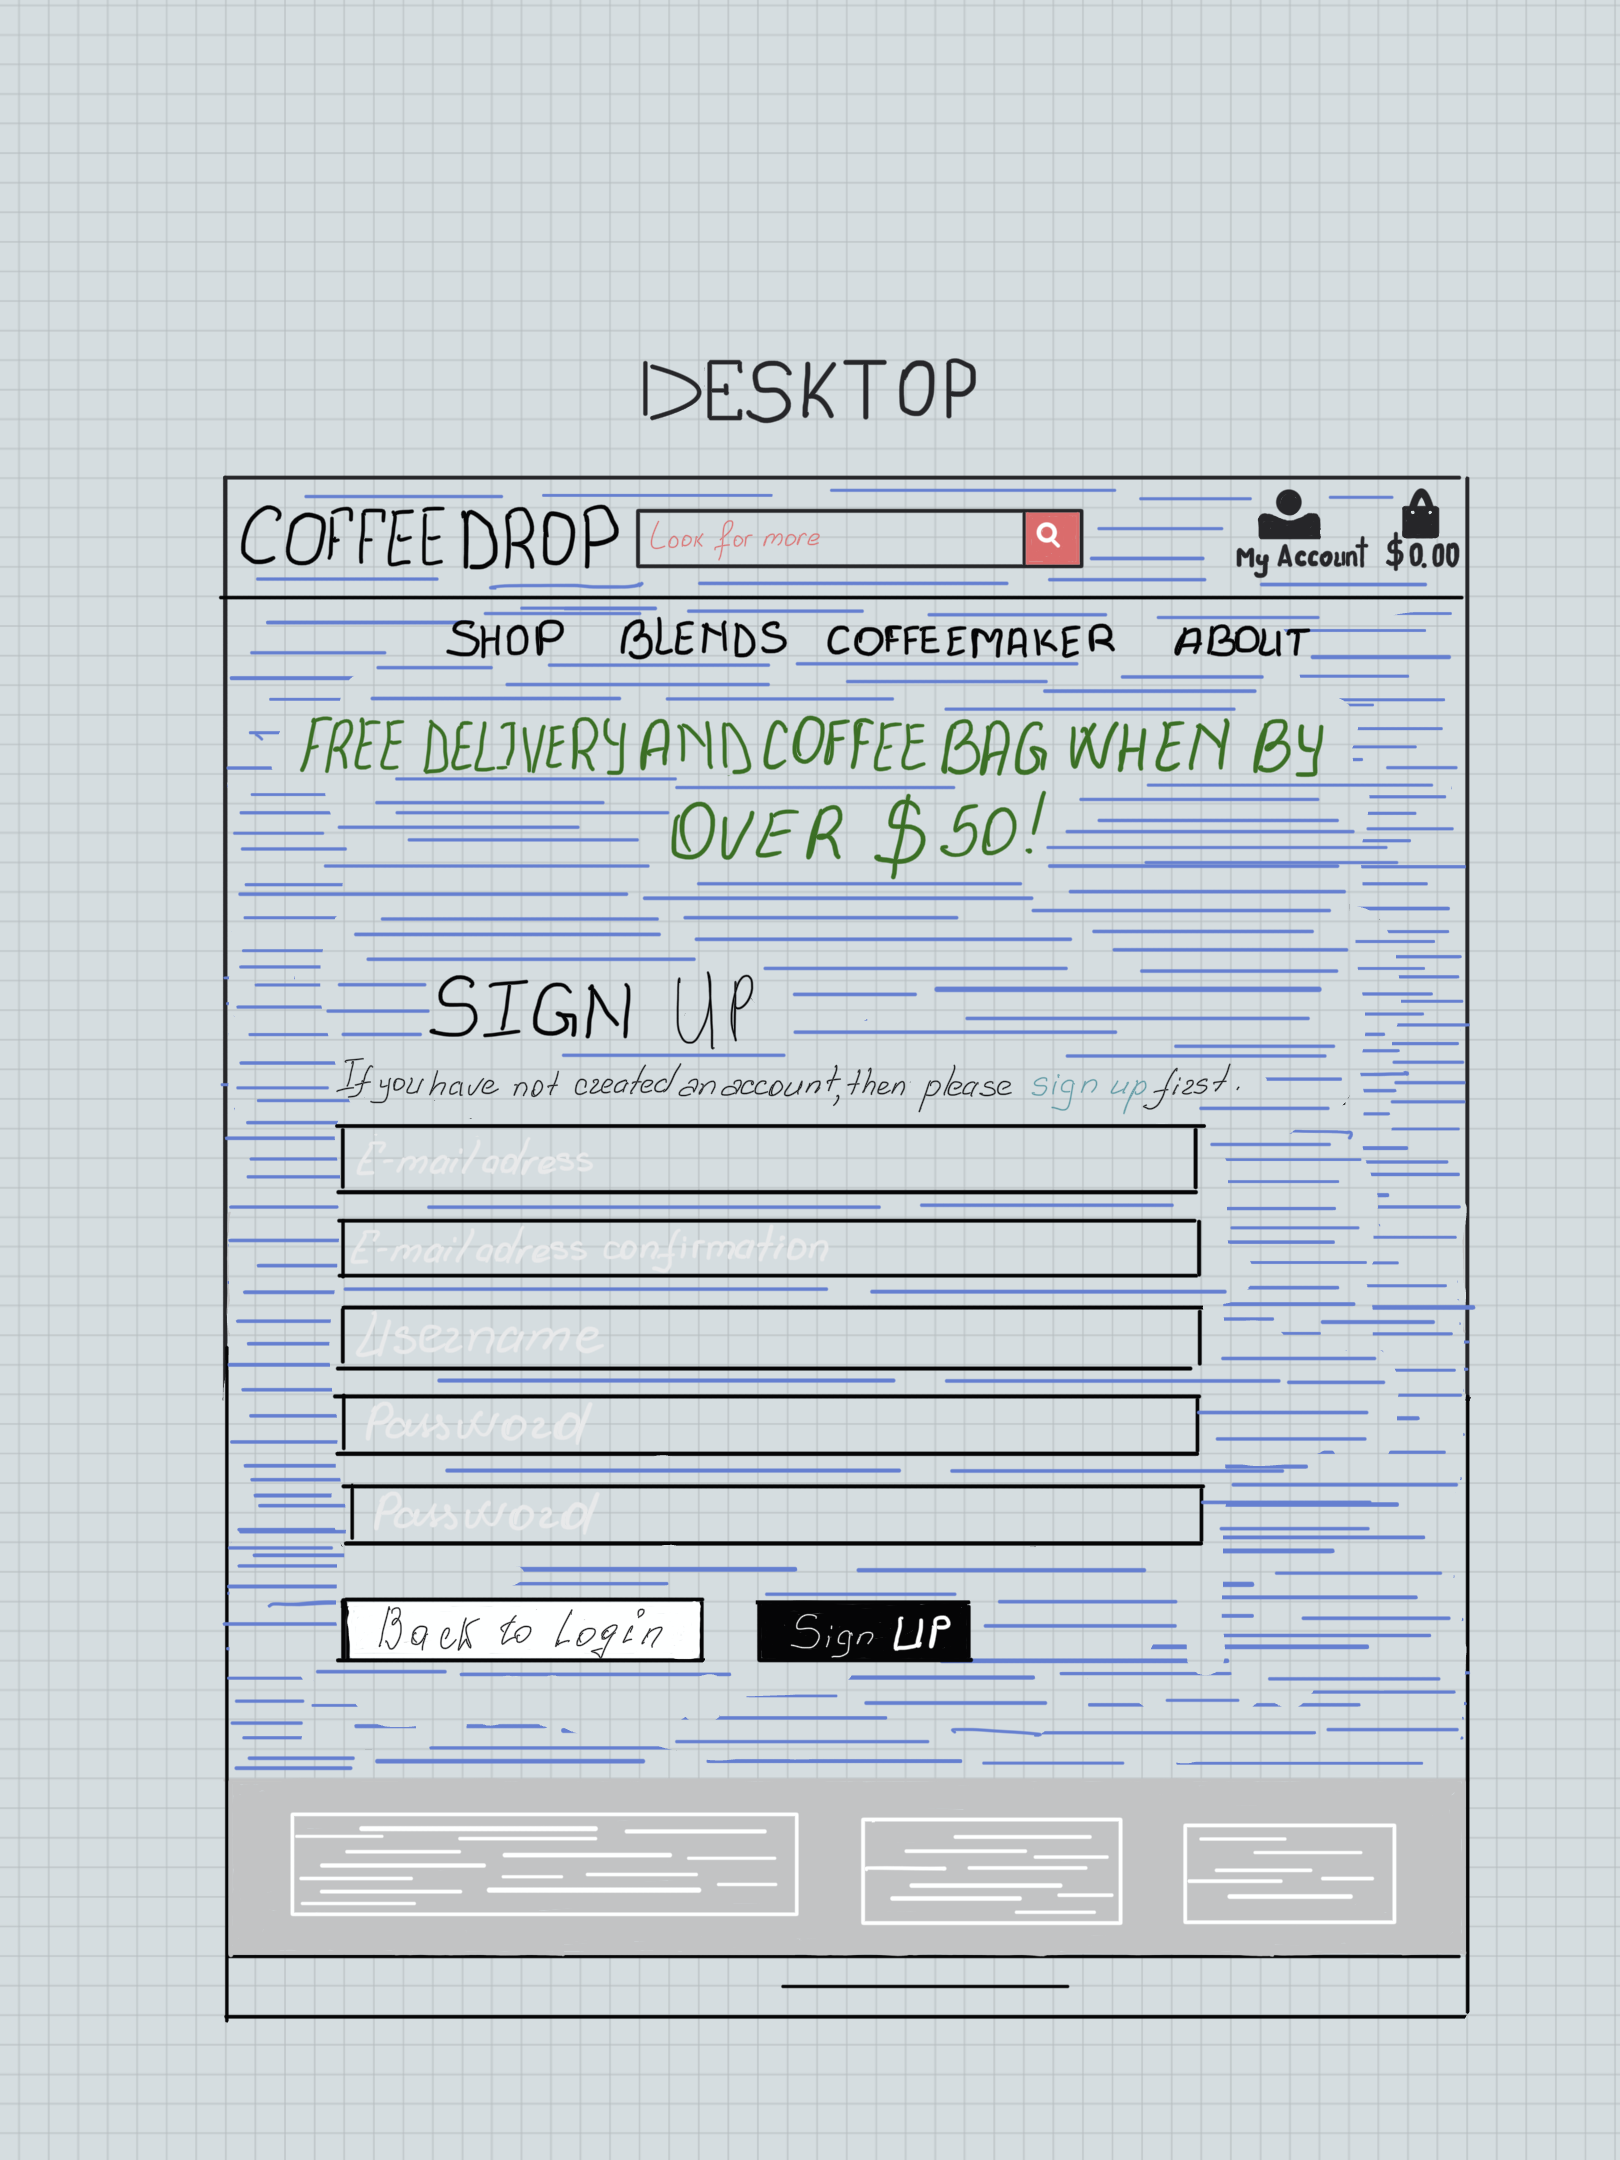 DESKTOP
COFFEE DROP
Look for more
My Account $0.00
SHOP BLENDS COFFEEMAKER ABOUT
FREE DELIVERY AND COFFEE BAG WHEN BY
OVER $50!
SIGN UP
If you have not created an account, then please sign up first.
E-mail adress
E-mail adress confirmation
Username
Password
Password
Back to Login Sign UP